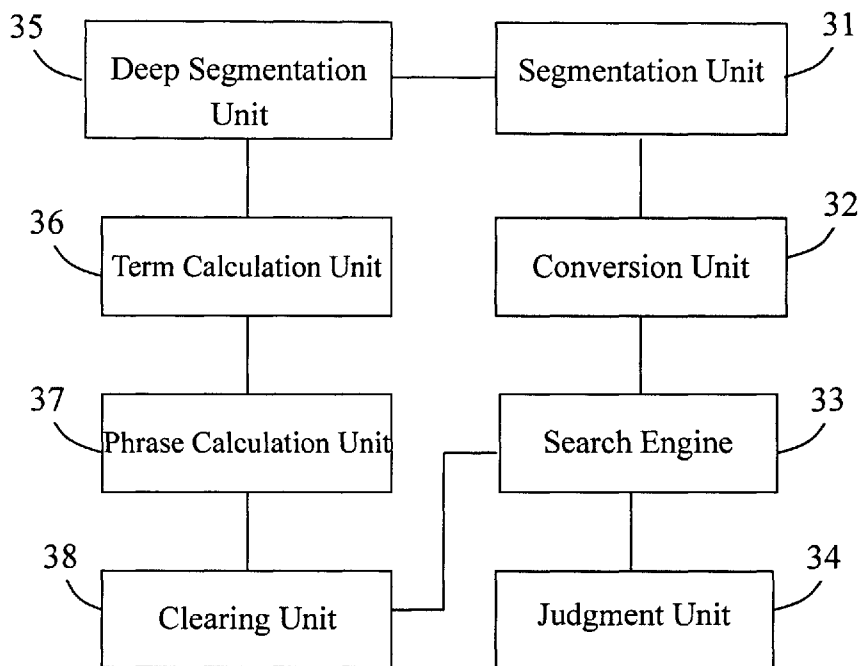 35
Deep Segmentation
Unit
Segmentation Unit
31
36
Term Calculation Unit
Conversion Unit
32
37
Phrase Calculation Unit
Search Engine
33
38
Clearing Unit
Judgment Unit
34